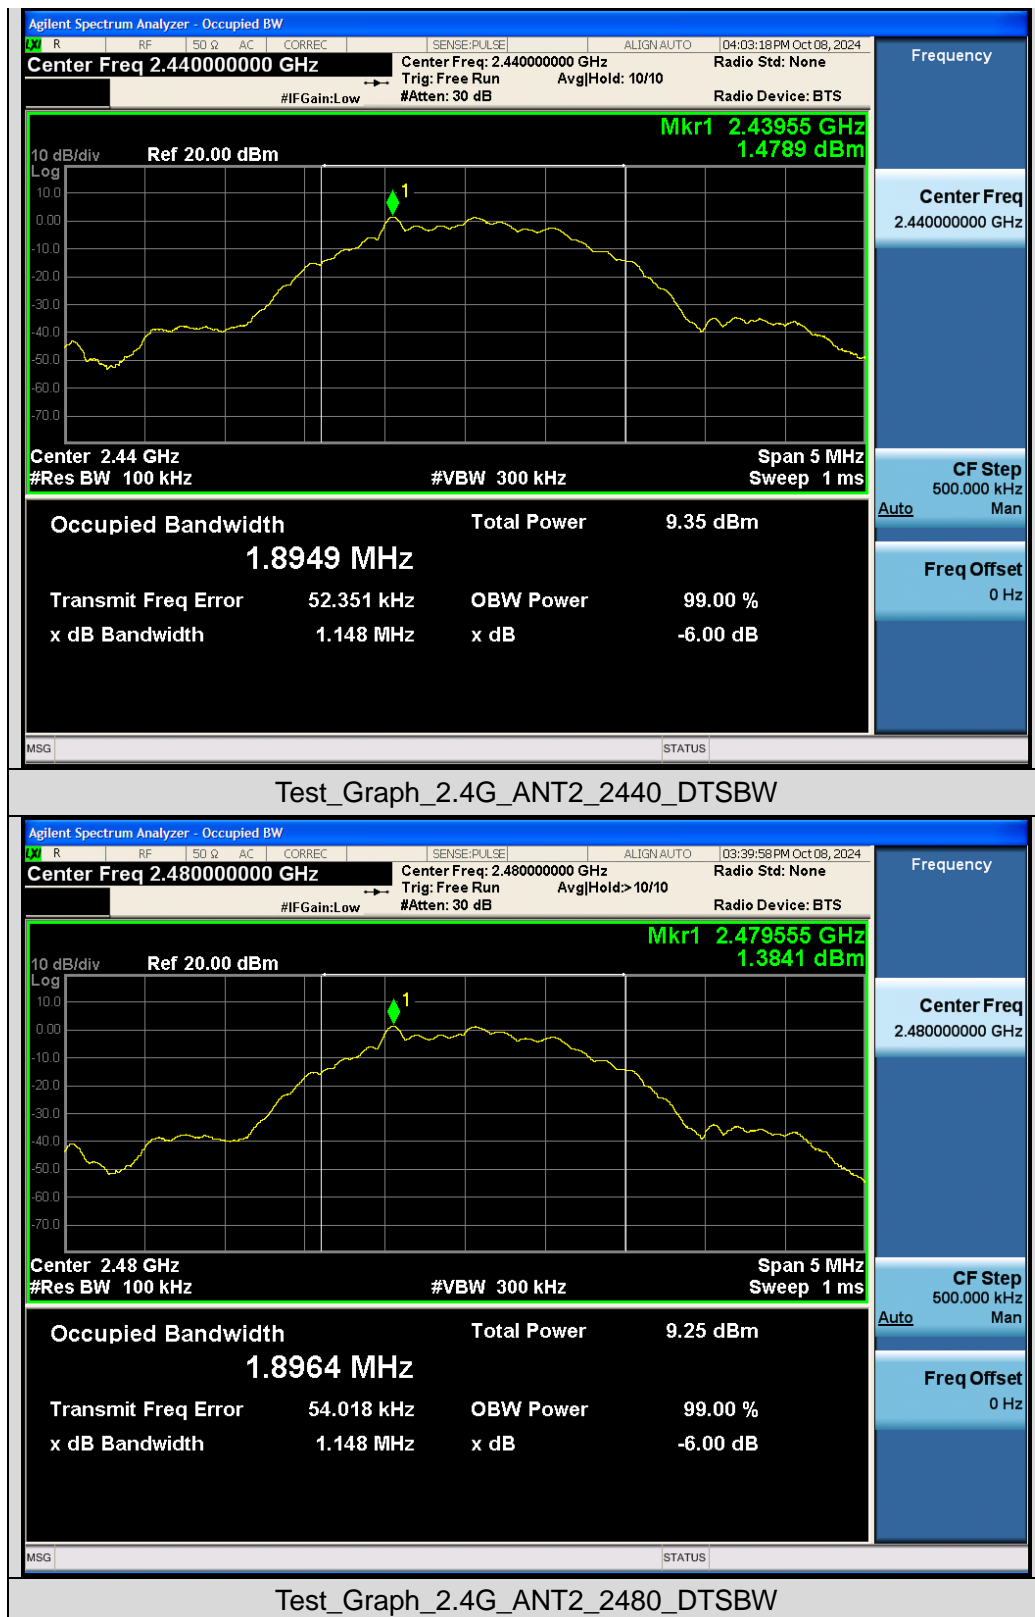 Agilent Spectrum Analyzer - Occupied BW
LXI R RF 50 Ω AC CORREC SENSE:PULSE ALIGN AUTO 04:03:18 PM Oct 08, 2024
Center Freq 2.440000000 GHz
Center Freq: 2.440000000 GHz Radio Std: None
Trig: Free Run Avg|Hold: 10/10
#IFGain:Low #Atten: 30 dB Radio Device: BTS
Frequency
Mkr1 2.43955 GHz
1.4789 dBm
10 dB/div Ref 20.00 dBm
Log
10.0
0.00
-10.0
-20.0
-30.0
-40.0
-50.0
-60.0
-70.0
1
Center 2.44 GHz Span 5 MHz
#Res BW 100 kHz #VBW 300 kHz Sweep 1 ms
Center Freq
2.440000000 GHz
CF Step
500.000 kHz
Auto Man
Freq Offset
0 Hz
Occupied Bandwidth Total Power 9.35 dBm
1.8949 MHz
Transmit Freq Error 52.351 kHz OBW Power 99.00 %
x dB Bandwidth 1.148 MHz x dB -6.00 dB
MSG STATUS
Test_Graph_2.4G_ANT2_2440_DTSBW
Agilent Spectrum Analyzer - Occupied BW
LXI R RF 50 Ω AC CORREC SENSE:PULSE ALIGN AUTO 03:39:58 PM Oct 08, 2024
Center Freq 2.480000000 GHz
Center Freq: 2.480000000 GHz Radio Std: None
Trig: Free Run Avg|Hold:>10/10
#IFGain:Low #Atten: 30 dB Radio Device: BTS
Frequency
Mkr1 2.479555 GHz
1.3841 dBm
10 dB/div Ref 20.00 dBm
Log
10.0
0.00
-10.0
-20.0
-30.0
-40.0
-50.0
-60.0
-70.0
1
Center 2.48 GHz Span 5 MHz
#Res BW 100 kHz #VBW 300 kHz Sweep 1 ms
Center Freq
2.480000000 GHz
CF Step
500.000 kHz
Auto Man
Freq Offset
0 Hz
Occupied Bandwidth Total Power 9.25 dBm
1.8964 MHz
Transmit Freq Error 54.018 kHz OBW Power 99.00 %
x dB Bandwidth 1.148 MHz x dB -6.00 dB
MSG STATUS
Test_Graph_2.4G_ANT2_2480_DTSBW